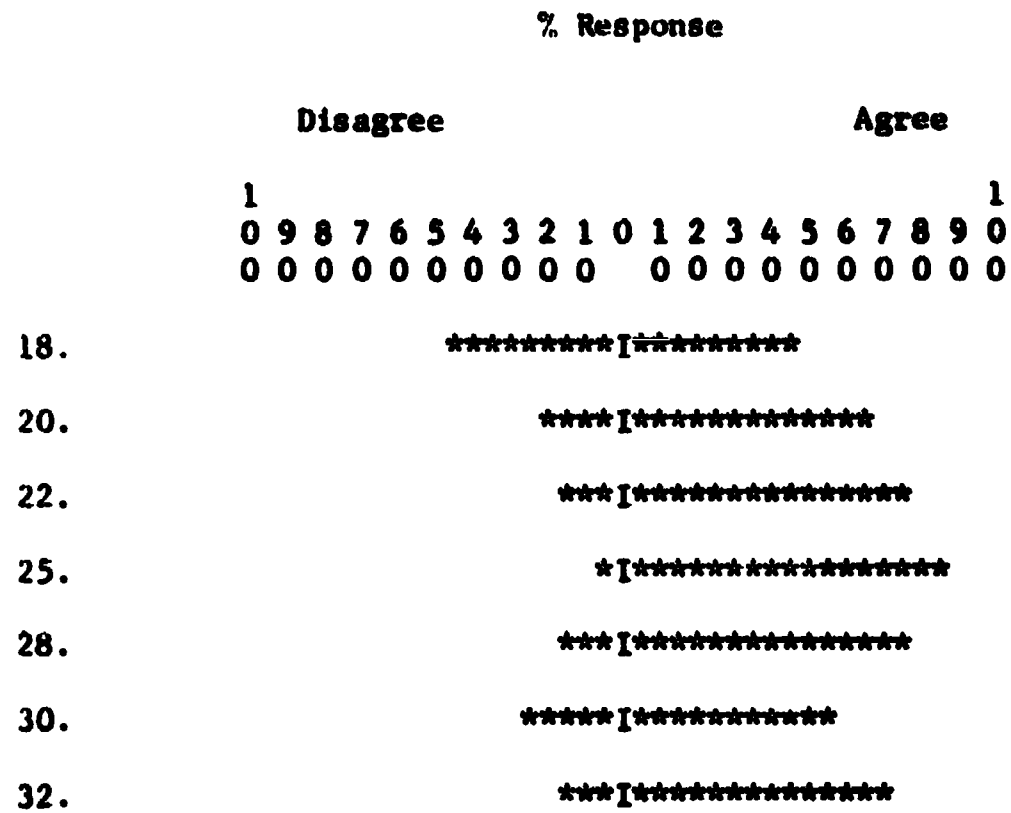 % Response
Disagree Agree
1 1
0 9 8 7 6 5 4 3 2 1 0 1 2 3 4 5 6 7 8 9 0
0 0 0 0 0 0 0 0 0 0 0 0 0 0 0 0 0 0 0 0
18. *********I*********
20. ****I*************
22. ***I***************
25. *I*****************
28. ***I***************
30. *****I***********
32. ***I**************